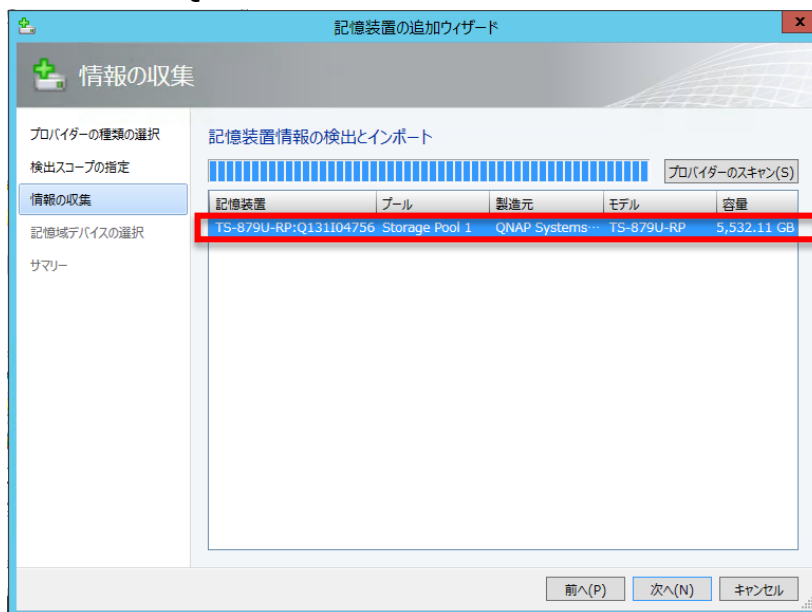 記憶装置の追加ウィザード
x
情報の収集
プロバイダーの種類の選択
検出スコープの指定
情報の収集
記憶域デバイスの選択
サマリー
記憶装置情報の検出とインポート
プロバイダーのスキャン(S)
記憶装置 プール 製造元 モデル 容量
TS-879U-RP:Q131I04756 Storage Pool 1 QNAP Systems… TS-879U-RP 5,532.11 GB
前へ(P) 次へ(N) キャンセル